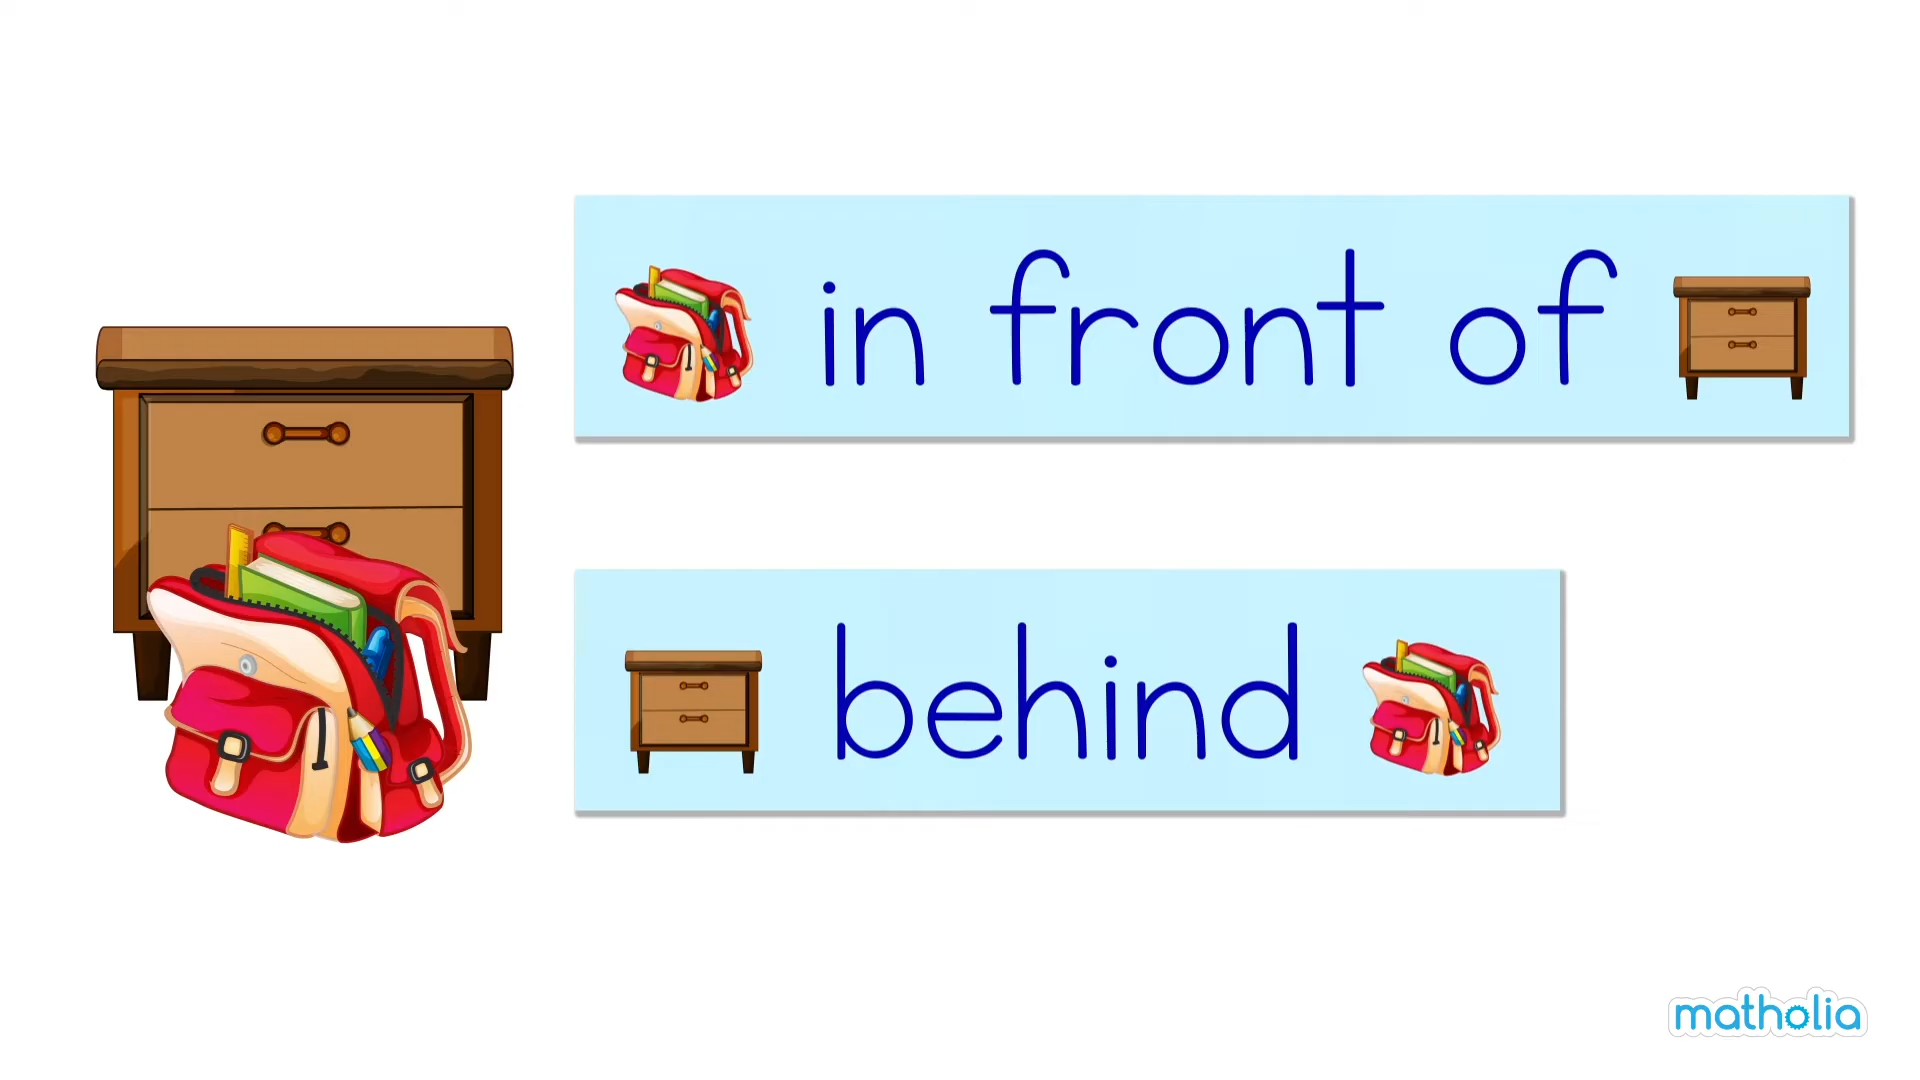 in front of
behind
matholia